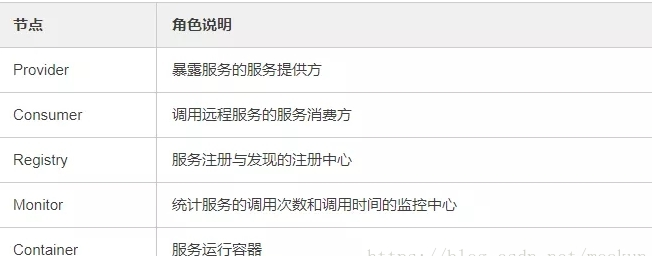 节点 角色说明
Provider 暴露服务的服务提供方
Consumer 调用远程服务的服务消费方
Registry 服务注册与发现的注册中心
Monitor 统计服务的调用次数和调用时间的监控中心
Container 服务运行容器